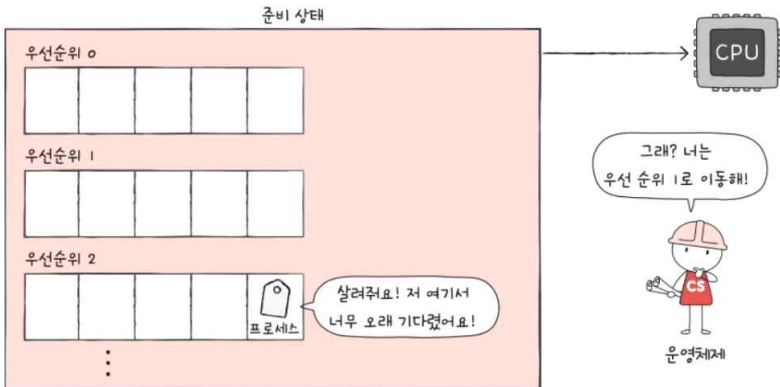 준비 상태
우선순위 0
CPU
우선순위 1
그래? 너는
우선 순위 1로 이동해!
우선순위 2
살려줘요! 저 여기서
너무 오래 기다렸어요!
프로세스
CS
운영체제